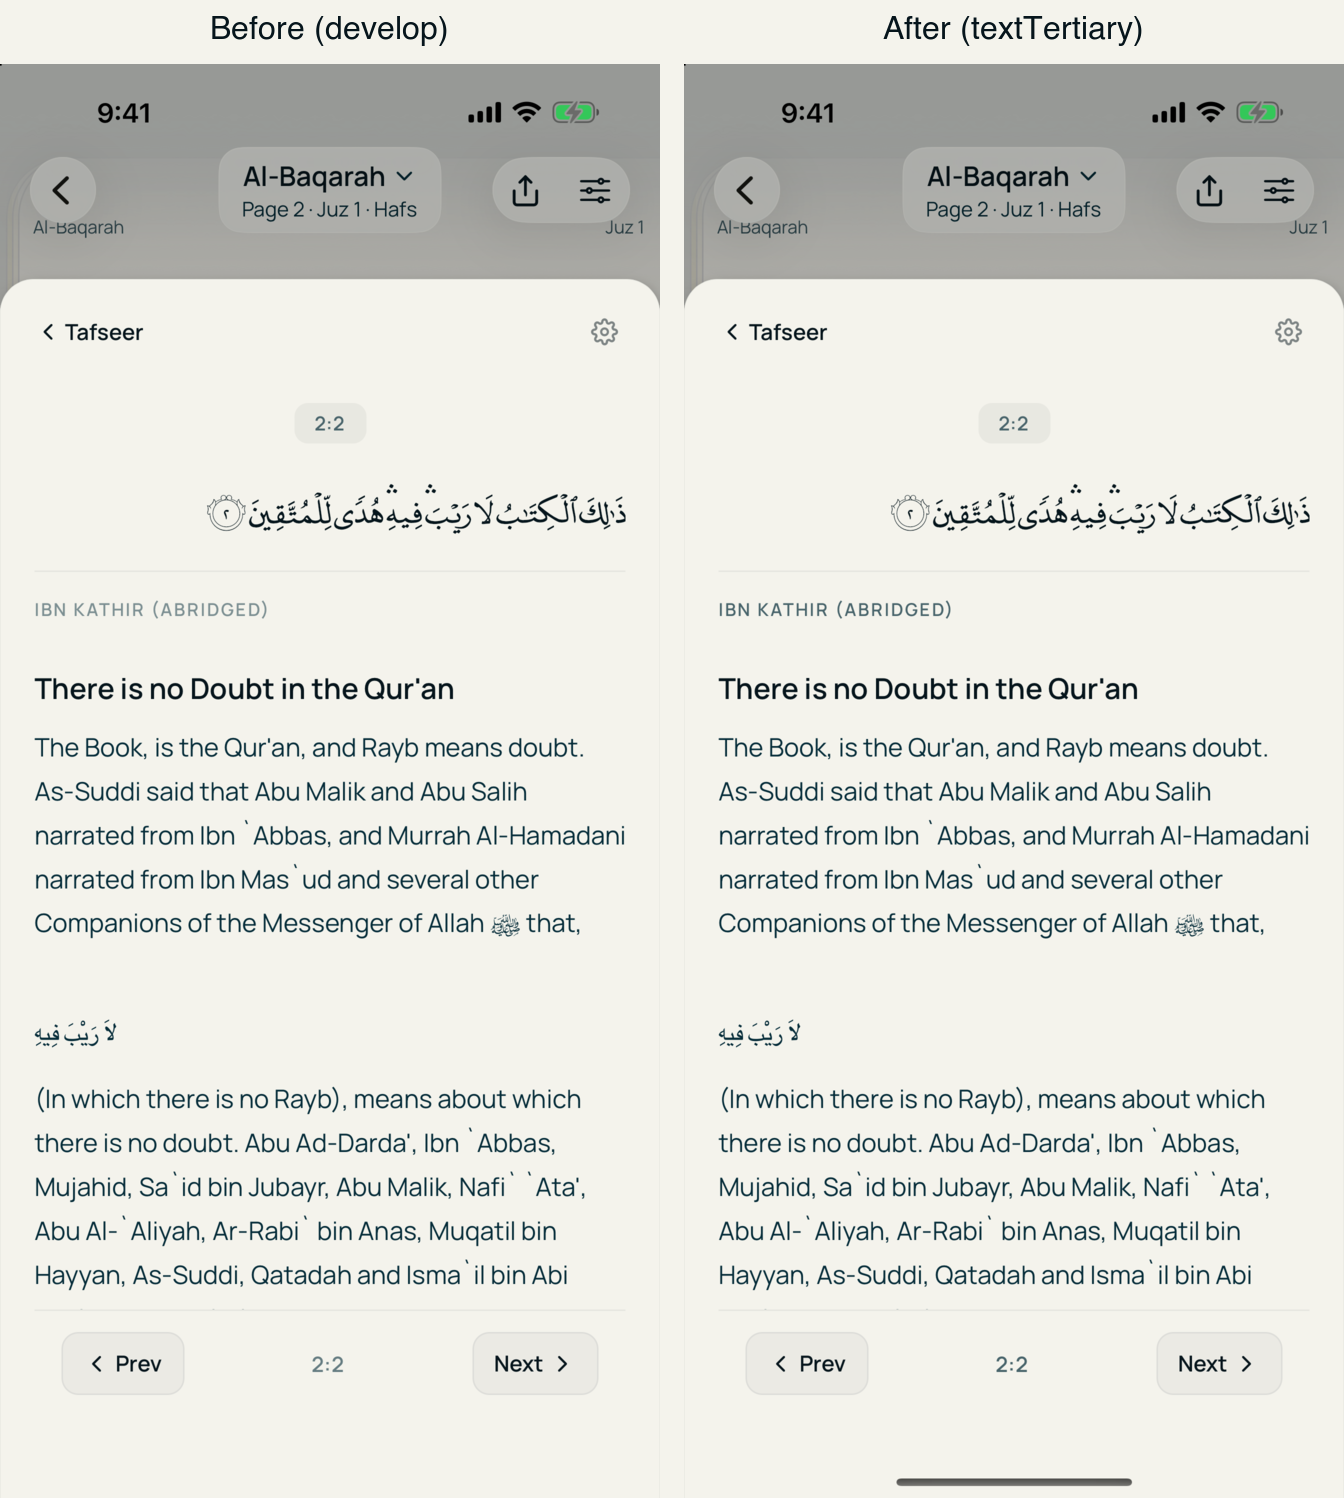 Before (develop)
9:41
Al-Baqarah
Page 2 · Juz 1 · Hafs
Al-Baqarah
Juz 1
Tafseer
2:2
ذَٰلِكَ ٱلْكِتَـٰبُ لَا رَيْبَ ۛ فِيهِ ۛ هُدًى لِّلْمُتَّقِينَ ٢
IBN KATHIR (ABRIDGED)
There is no Doubt in the Qur'an
The Book, is the Qur'an, and Rayb means doubt.
As-Suddi said that Abu Malik and Abu Salih
narrated from Ibn `Abbas, and Murrah Al-Hamadani
narrated from Ibn Mas`ud and several other
Companions of the Messenger of Allah ﷺ that,
لاَ رَيْبَ فِيهِ
(In which there is no Rayb), means about which
there is no doubt. Abu Ad-Darda', Ibn `Abbas,
Mujahid, Sa`id bin Jubayr, Abu Malik, Nafi` `Ata',
Abu Al-`Aliyah, Ar-Rabi` bin Anas, Muqatil bin
Hayyan, As-Suddi, Qatadah and Isma`il bin Abi
Prev
2:2
Next
After (textTertiary)
9:41
Al-Baqarah
Page 2 · Juz 1 · Hafs
Al-Baqarah
Juz 1
Tafseer
2:2
ذَٰلِكَ ٱلْكِتَـٰبُ لَا رَيْبَ ۛ فِيهِ ۛ هُدًى لِّلْمُتَّقِينَ ٢
IBN KATHIR (ABRIDGED)
There is no Doubt in the Qur'an
The Book, is the Qur'an, and Rayb means doubt.
As-Suddi said that Abu Malik and Abu Salih
narrated from Ibn `Abbas, and Murrah Al-Hamadani
narrated from Ibn Mas`ud and several other
Companions of the Messenger of Allah ﷺ that,
لاَ رَيْبَ فِيهِ
(In which there is no Rayb), means about which
there is no doubt. Abu Ad-Darda', Ibn `Abbas,
Mujahid, Sa`id bin Jubayr, Abu Malik, Nafi` `Ata',
Abu Al-`Aliyah, Ar-Rabi` bin Anas, Muqatil bin
Hayyan, As-Suddi, Qatadah and Isma`il bin Abi
Prev
2:2
Next